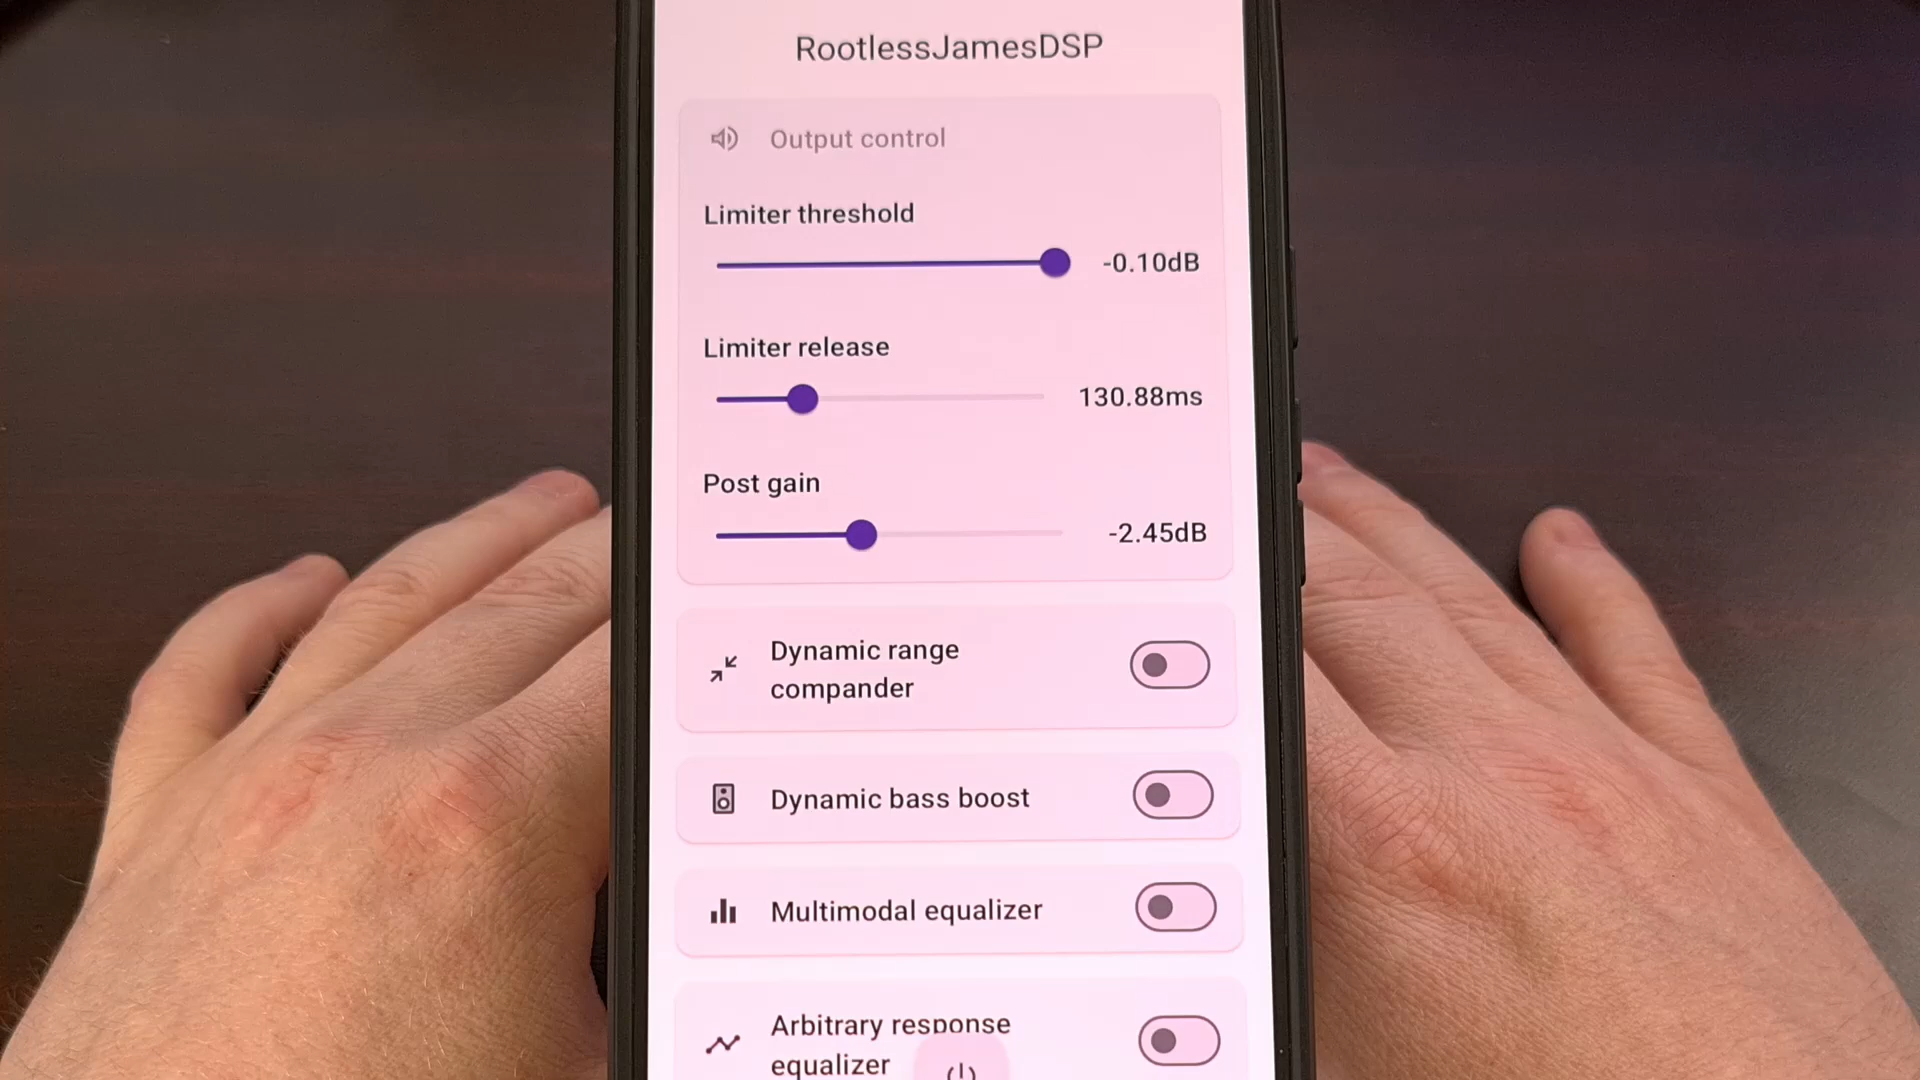 RootlessJamesDSP
Output control
Limiter threshold
-0.10dB
Limiter release
130.88ms
Post gain
-2.45dB
Dynamic range
compander
Dynamic bass boost
Multimodal equalizer
Arbitrary response
equalizer